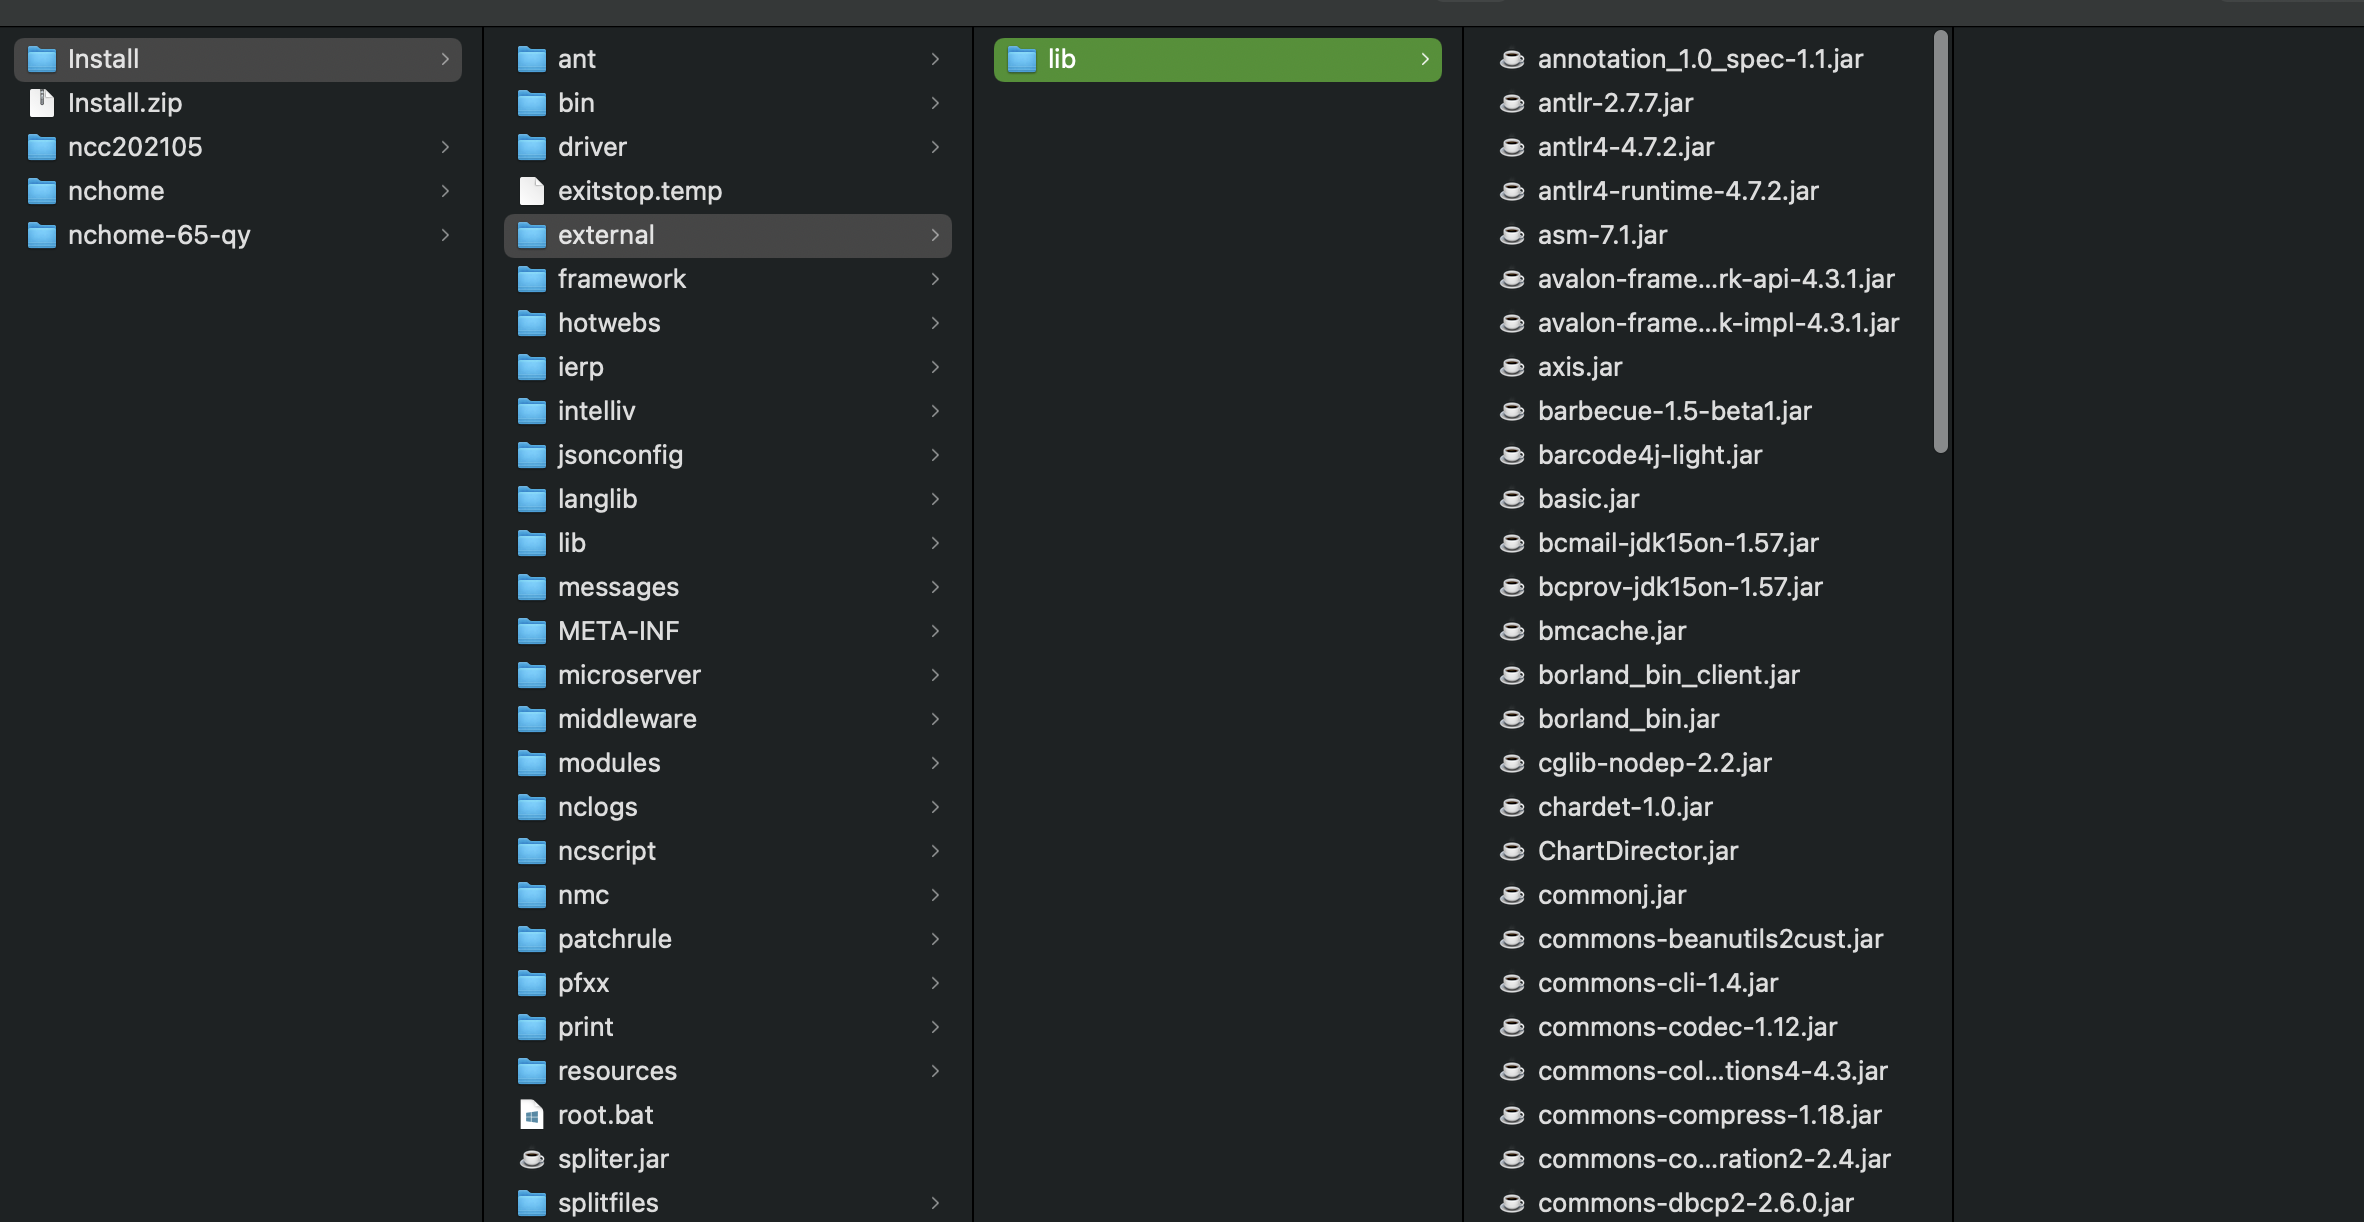 Install
Install.zip
ncc202105
nchome
nchome-65-qy
ant
bin
driver
exitstop.temp
external
framework
hotwebs
ierp
intelliv
jsonconfig
langlib
lib
messages
META-INF
microserver
middleware
modules
nclogs
ncscript
nmc
patchrule
pfxx
print
resources
root.bat
spliter.jar
splitfiles
lib
annotation_1.0_spec-1.1.jar
antlr-2.7.7.jar
antlr4-4.7.2.jar
antlr4-runtime-4.7.2.jar
asm-7.1.jar
avalon-frame...rk-api-4.3.1.jar
avalon-frame...k-impl-4.3.1.jar
axis.jar
barbecue-1.5-beta1.jar
barcode4j-light.jar
basic.jar
bcmail-jdk15on-1.57.jar
bcprov-jdk15on-1.57.jar
bmcache.jar
borland_bin_client.jar
borland_bin.jar
cglib-nodep-2.2.jar
chardet-1.0.jar
ChartDirector.jar
commonj.jar
commons-beanutils2cust.jar
commons-cli-1.4.jar
commons-codec-1.12.jar
commons-col...tions4-4.3.jar
commons-compress-1.18.jar
commons-co...ration2-2.4.jar
commons-dbcp2-2.6.0.jar